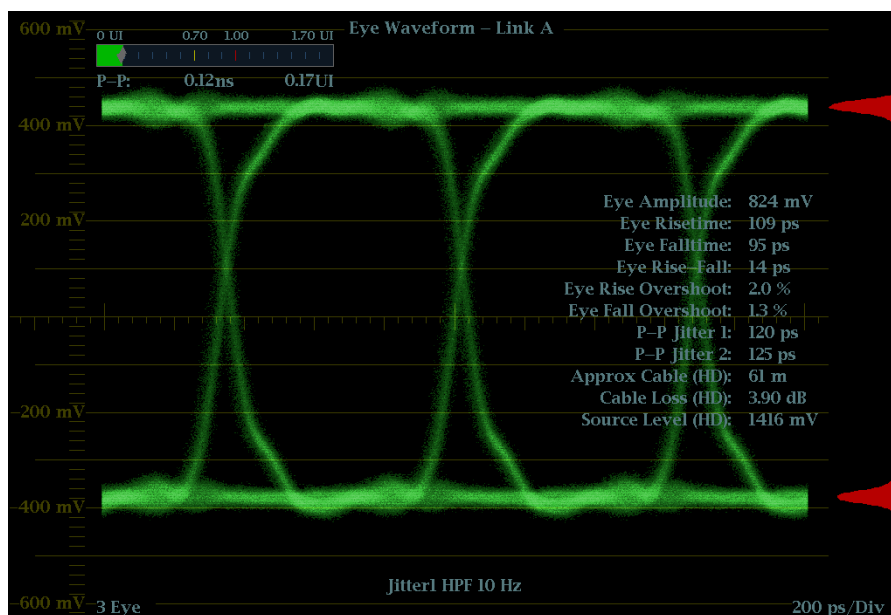 600 mV
Eye Waveform – Link A
0 UI 0.70 1.00 1.70 UI
P–P: 0.12ns 0.17UI
400 mV
200 mV
Eye Amplitude: 824 mV
Eye Risetime: 109 ps
Eye Falltime: 95 ps
Eye Rise–Fall: 14 ps
Eye Rise Overshoot: 2.0 %
Eye Fall Overshoot: 1.3 %
P–P Jitter 1: 120 ps
P–P Jitter 2: 125 ps
Approx Cable (HD): 61 m
Cable Loss (HD): 3.90 dB
Source Level (HD): 1416 mV
–200 mV
–400 mV
Jitter1 HPF 10 Hz
–600 mV
3 Eye
200 ps/Div